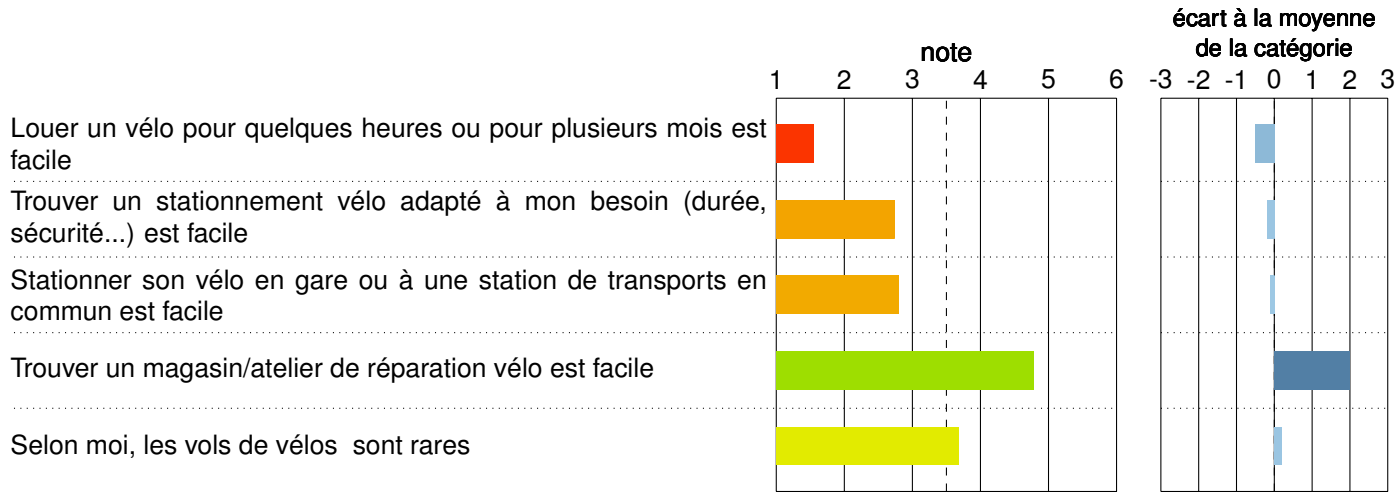 écart à la moyenne
de la catégorie
note
1 2 3 4 5 6
-3 -2 -1 0 1 2 3
Louer un vélo pour quelques heures ou pour plusieurs mois est
facile
Trouver un stationnement vélo adapté à mon besoin (durée,
sécurité...) est facile
Stationner son vélo en gare ou à une station de transports en
commun est facile
Trouver un magasin/atelier de réparation vélo est facile
Selon moi, les vols de vélos sont rares